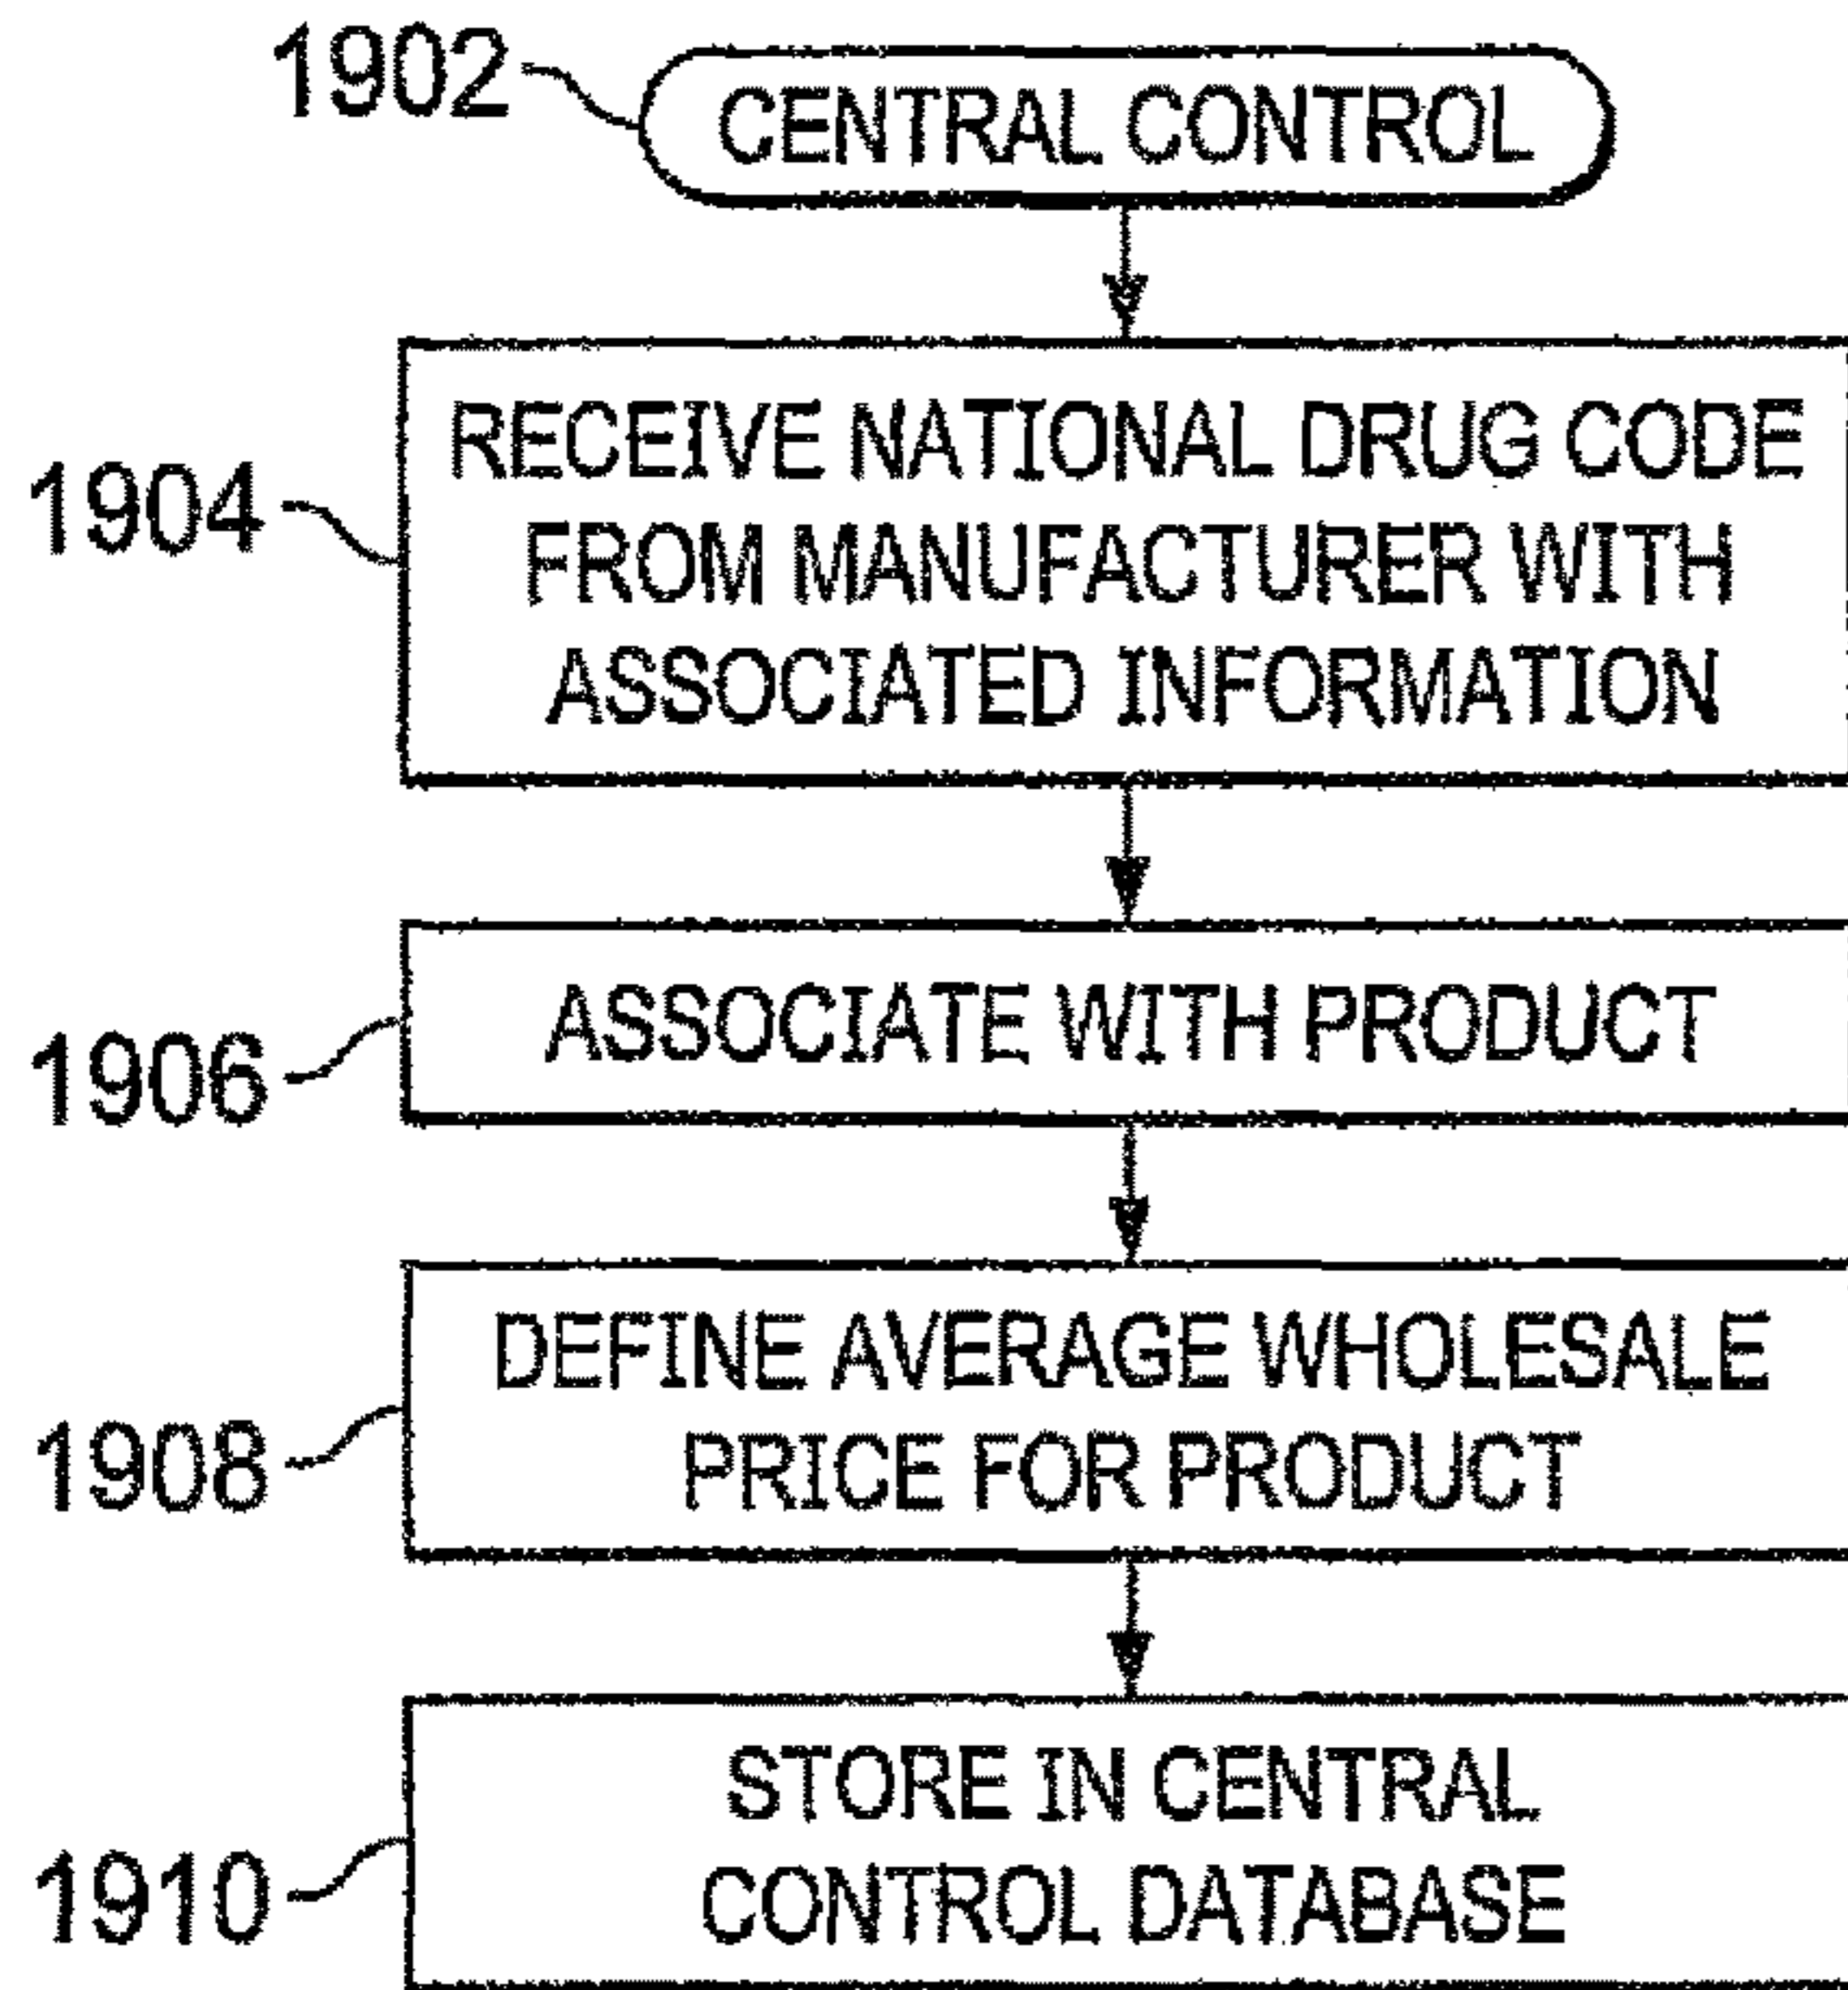 1902
CENTRAL CONTROL
1904
RECEIVE NATIONAL DRUG CODE
FROM MANUFACTURER WITH
ASSOCIATED INFORMATION
1906
ASSOCIATE WITH PRODUCT
1908
DEFINE AVERAGE WHOLESALE
PRICE FOR PRODUCT
1910
STORE IN CENTRAL
CONTROL DATABASE